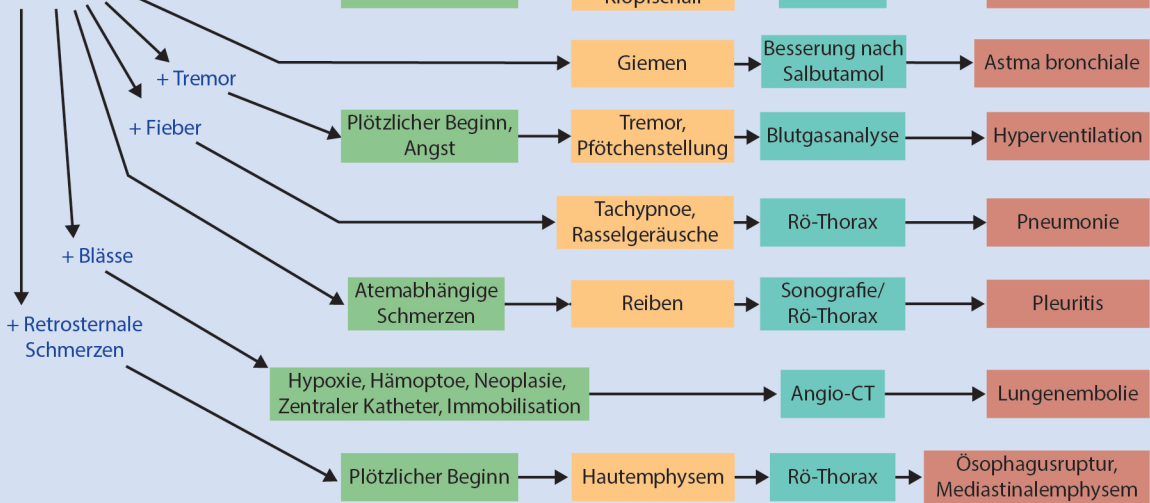 Klopfschall
Giemen
Besserung nach
Salbutamol
Astma bronchiale
+ Tremor
Plötzlicher Beginn,
Angst
Tremor,
Pfötchenstellung
Blutgasanalyse
Hyperventilation
+ Fieber
Tachypnoe,
Rasselgeräusche
Rö-Thorax
Pneumonie
+ Blässe
Atemabhängige
Schmerzen
Reiben
Sonografie/
Rö-Thorax
Pleuritis
+ Retrosternale
Schmerzen
Hypoxie, Hämoptoe, Neoplasie,
Zentraler Katheter, Immobilisation
Angio-CT
Lungenembolie
Plötzlicher Beginn
Hautemphysem
Rö-Thorax
Ösophagusruptur,
Mediastinalemphysem